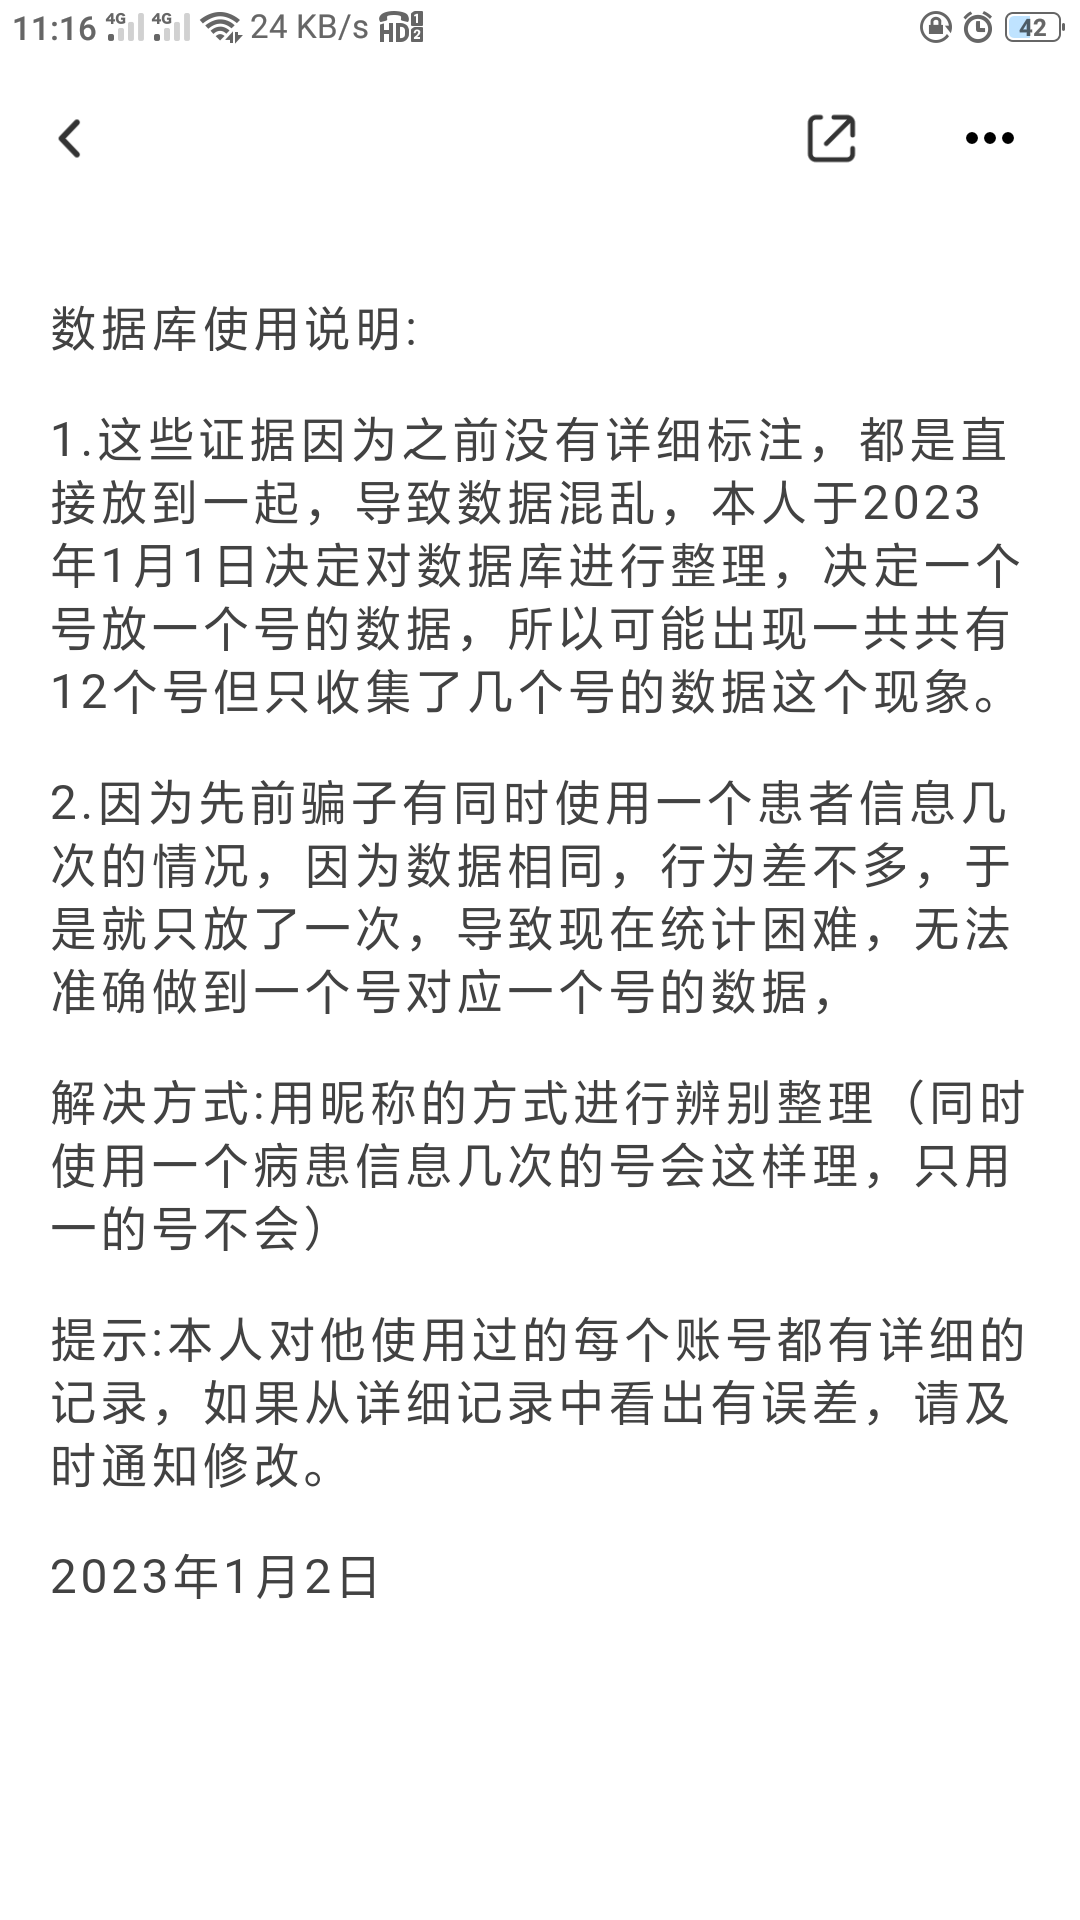 11:16 4G 4G 24 KB/s HD 1 2 42
数据库使用说明:
1.这些证据因为之前没有详细标注，都是直
接放到一起，导致数据混乱，本人于2023
年1月1日决定对数据库进行整理，决定一个
号放一个号的数据，所以可能出现一共共有
12个号但只收集了几个号的数据这个现象。
2.因为先前骗子有同时使用一个患者信息几
次的情况，因为数据相同，行为差不多，于
是就只放了一次，导致现在统计困难，无法
准确做到一个号对应一个号的数据，
解决方式:用昵称的方式进行辨别整理（同时
使用一个病患信息几次的号会这样理，只用
一的号不会）
提示:本人对他使用过的每个账号都有详细的
记录，如果从详细记录中看出有误差，请及
时通知修改。
2023年1月2日